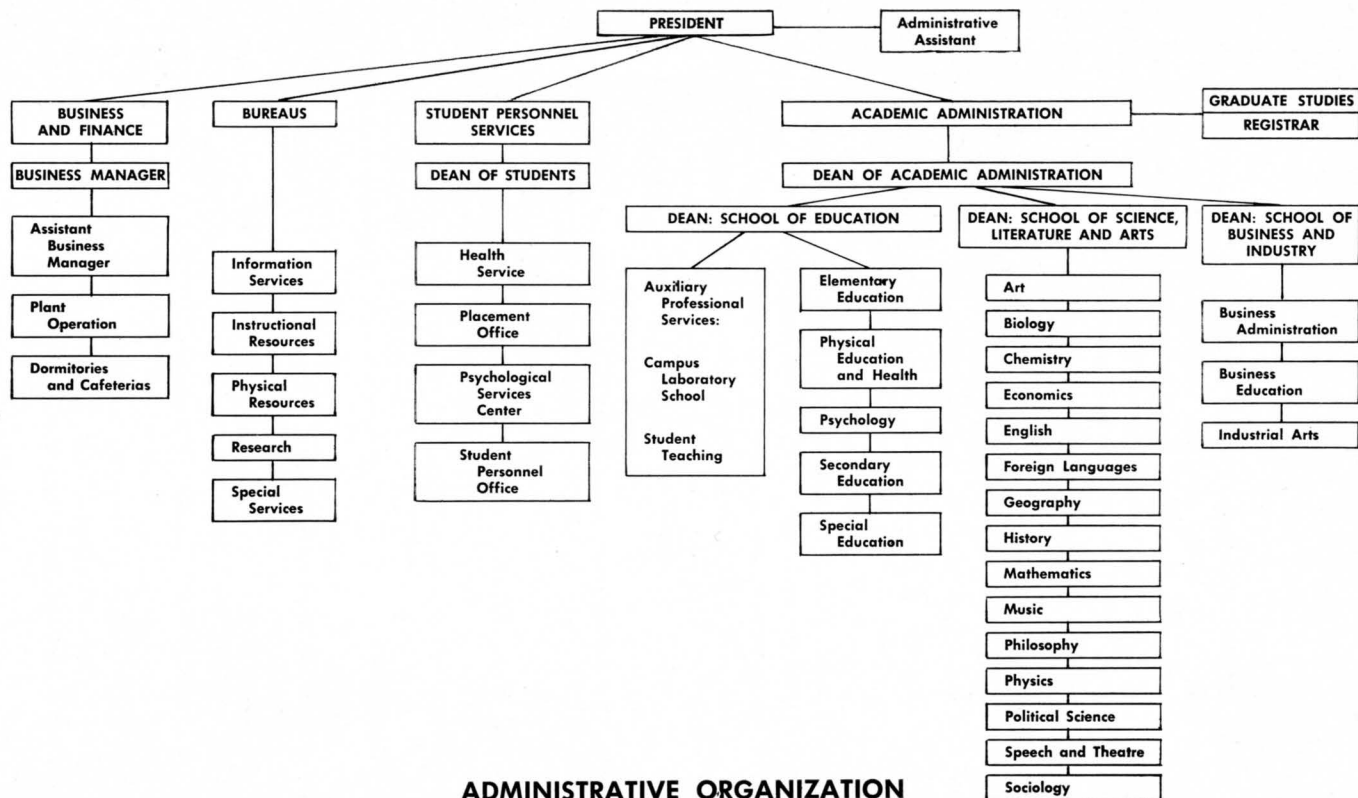 PRESIDENT
Administrative
Assistant
BUSINESS
AND FINANCE
BUSINESS MANAGER
Assistant
Business
Manager
Plant
Operation
Dormitories
and Cafeterias
BUREAUS
Information
Services
Instructional
Resources
Physical
Resources
Research
Special
Services
STUDENT PERSONNEL
SERVICES
DEAN OF STUDENTS
Health
Service
Placement
Office
Psychological
Services
Center
Student
Personnel
Office
ACADEMIC ADMINISTRATION
GRADUATE STUDIES
REGISTRAR
DEAN OF ACADEMIC ADMINISTRATION
DEAN: SCHOOL OF EDUCATION
Auxiliary
Professional
Services:
Campus
Laboratory
School
Student
Teaching
Elementary
Education
Physical
Education
and Health
Psychology
Secondary
Education
Special
Education
DEAN: SCHOOL OF SCIENCE,
LITERATURE AND ARTS
Art
Biology
Chemistry
Economics
English
Foreign Languages
Geography
History
Mathematics
Music
Philosophy
Physics
Political Science
Speech and Theatre
Sociology
DEAN: SCHOOL OF
BUSINESS AND
INDUSTRY
Business
Administration
Business
Education
Industrial Arts
ADMINISTRATIVE ORGANIZATION